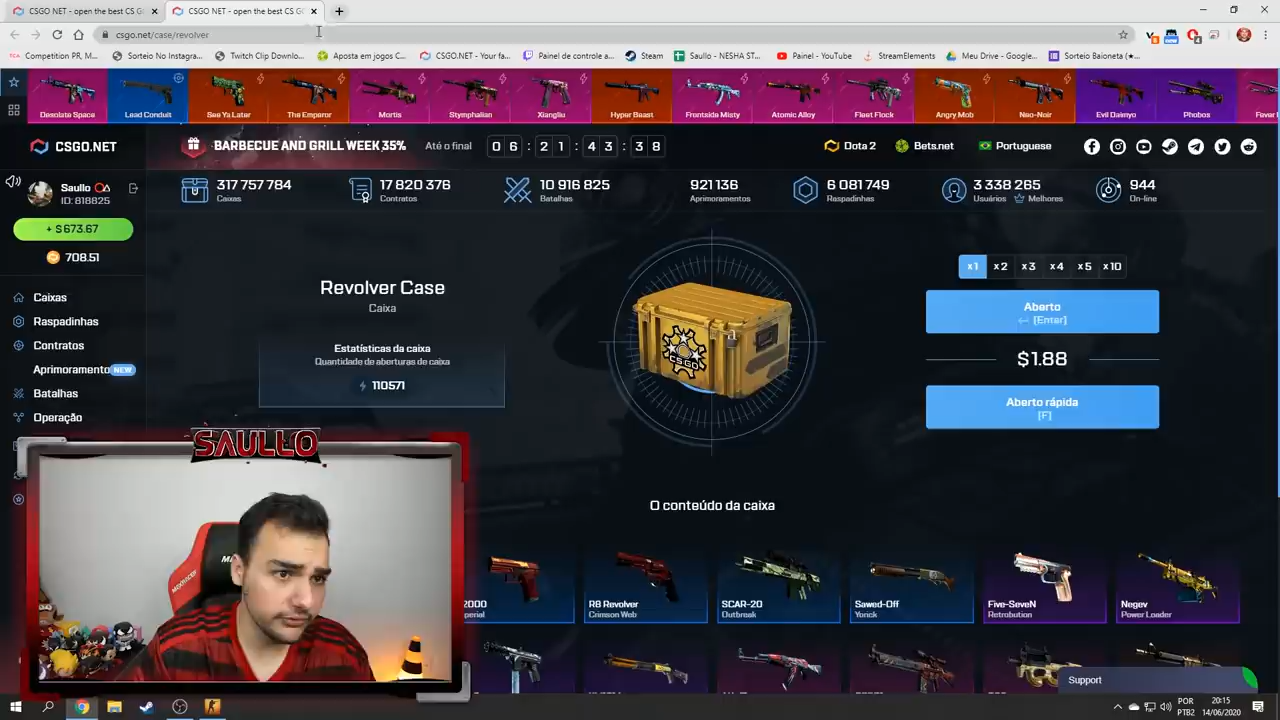 CSGO.NET - open the best CS G
CSGO NET - open the best CS G
csgo.net/case/revolver
Competition PR, M...
Sorteio No Instagra...
Twitch Clip Downlo...
Aposta em jogos C...
CSGO.NET - Your fa...
Painel de controle a...
Steam
Saullo - NESHA ST...
Painel - YouTube
StreamElements
Meu Drive - Google...
Sorteio Baioneta (★...
Desolate Space
Lead Conduit
See Ya Later
The Emperor
Mortis
Stymphalian
Xiangliu
Hyper Beast
Frontside Misty
Atomic Alloy
Fleet Flock
Angry Mob
Neo-Noir
Evil Daimyo
Phobos
Fever
CSGO.NET
BARBECUE AND GRILL WEEK 35%
Até o final
06 : 21 : 43 : 38
Dota 2
Bets.net
Portuguese
Saullo
ID: 818825
317 757 784
Caixas
17 820 376
Contratos
10 916 825
Batalhas
921 136
Aprimoramentos
6 081 749
Raspadinhas
3 338 265
Usuários
Melhores
944
On-line
+ $ 673.67
708.51
Caixas
Raspadinhas
Contratos
Aprimoramento NEW
Batalhas
Operação
Revolver Case
Caixa
Estatísticas da caixa
Quantidade de aberturas de caixa
110571
CS:GO
x1 x2 x3 x4 x5 x10
Aberto
← [Enter]
$1.88
Aberto rápida
[F]
SAULLO
O conteúdo da caixa
2000
perial
R8 Revolver
Crimson Web
SCAR-20
Outbreak
Sawed-Off
Yorick
Five-SeveN
Retrobution
Negev
Power Loader
Support
POR
PTB2
20:15
14/06/2020